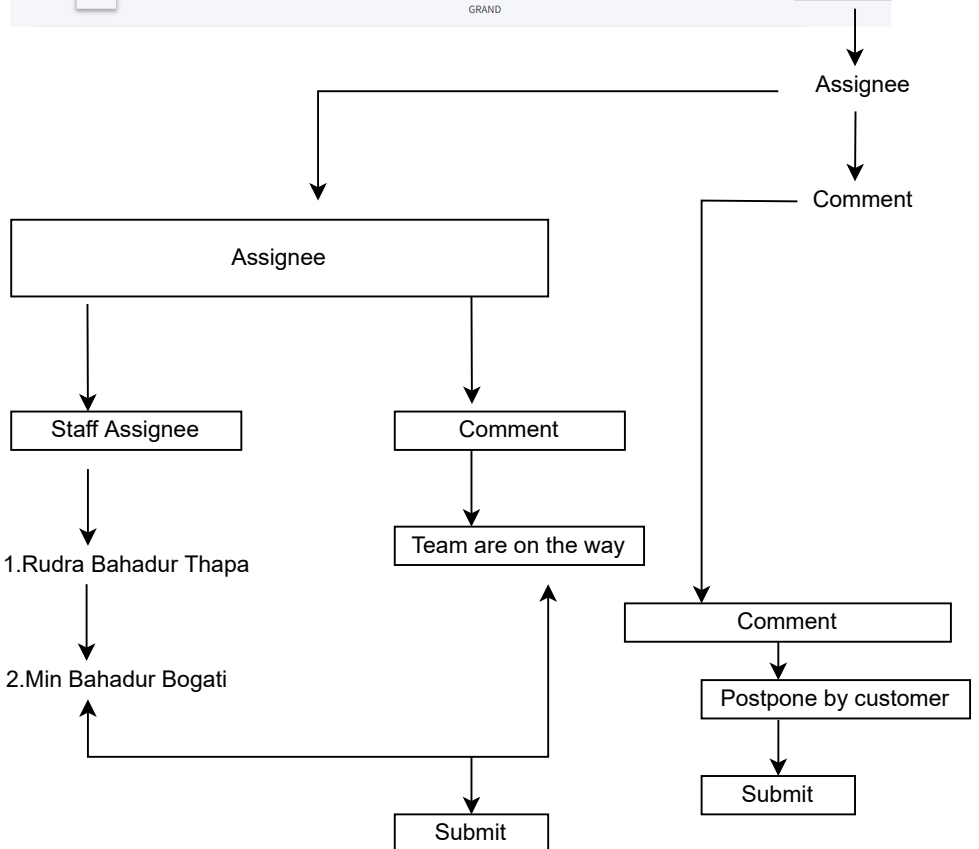 GRAND
Assignee
Comment
Assignee
Staff Assignee
Comment
Team are on the way
1.Rudra Bahadur Thapa
2.Min Bahadur Bogati
Comment
Postpone by customer
Submit
Submit